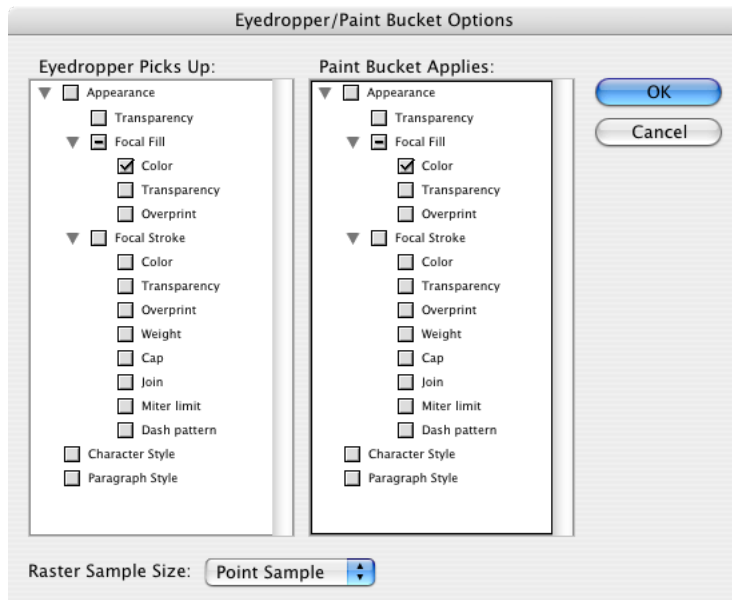 Eyedropper/Paint Bucket Options
Eyedropper Picks Up:
Appearance
Transparency
Focal Fill
Color
Transparency
Overprint
Focal Stroke
Color
Transparency
Overprint
Weight
Cap
Join
Miter limit
Dash pattern
Character Style
Paragraph Style
Paint Bucket Applies:
Appearance
Transparency
Focal Fill
Color
Transparency
Overprint
Focal Stroke
Color
Transparency
Overprint
Weight
Cap
Join
Miter limit
Dash pattern
Character Style
Paragraph Style
OK
Cancel
Raster Sample Size: Point Sample